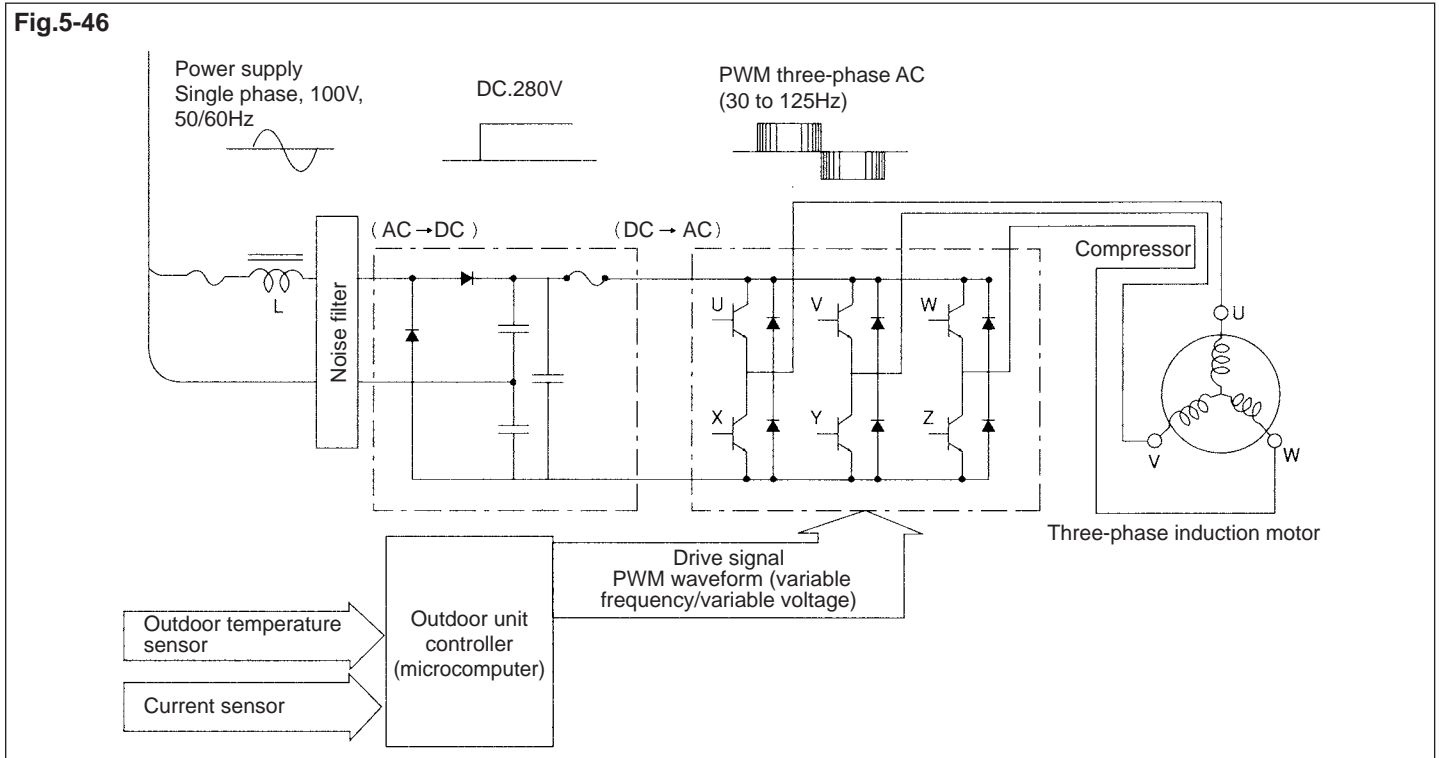 Fig.5-46
Power supply
Single phase, 100V,
50/60Hz
DC.280V
PWM three-phase AC
(30 to 125Hz)
(AC→DC)
(DC→AC)
Compressor
L
Noise filter
U
V
W
X
Y
Z
U
V
W
Three-phase induction motor
Drive signal
PWM waveform (variable
frequency/variable voltage)
Outdoor temperature
sensor
Outdoor unit
controller
(microcomputer)
Current sensor